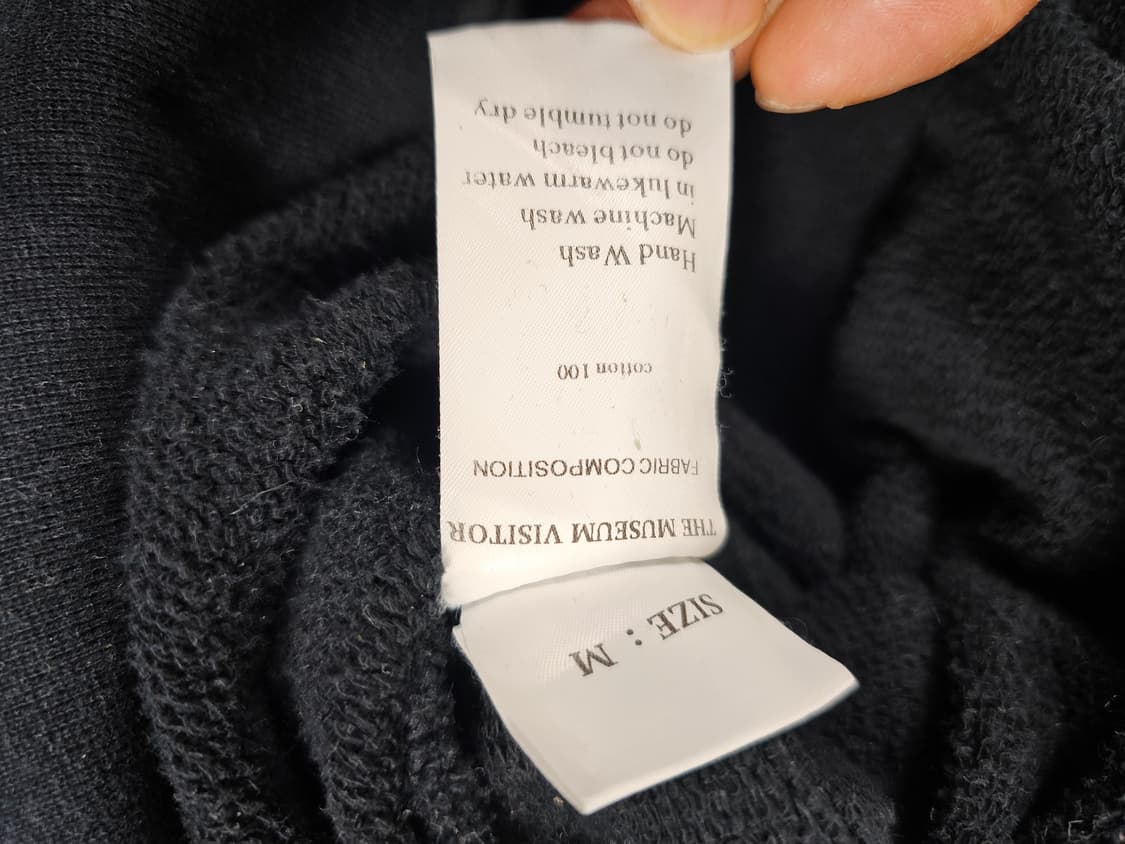 SIZE : M
THE MUSEUM VISITOR
FABRIC COMPOSITION
cotton 100
Hand Wash
Machine wash
in lukewarm water
do not bleach
do not tumble dry